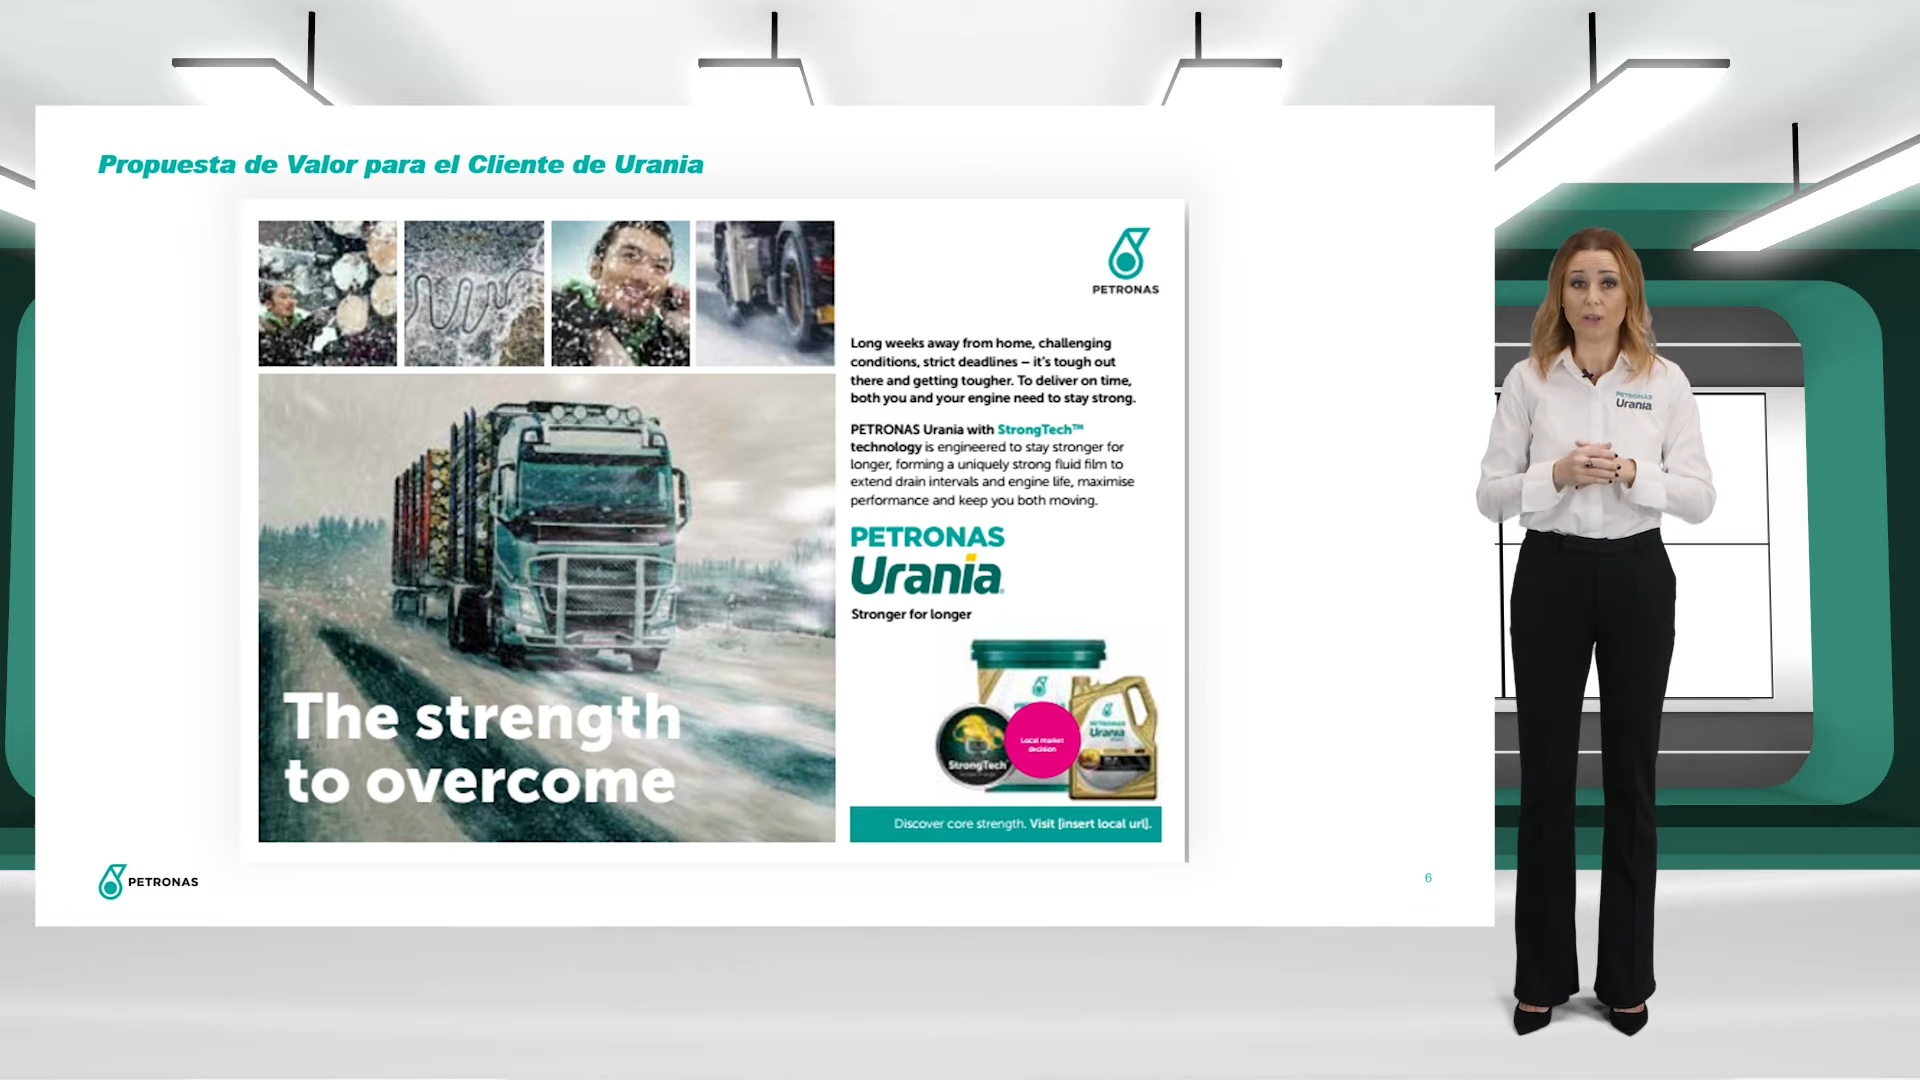 Propuesta de Valor para el Cliente de Urania
PETRONAS
Long weeks away from home, challenging
conditions, strict deadlines – it's tough out
there and getting tougher. To deliver on time,
both you and your engine need to stay strong.
PETRONAS Urania with StrongTech™
technology is engineered to stay stronger for
longer, forming a uniquely strong fluid film to
extend drain intervals and engine life, maximise
performance and keep you both moving.
PETRONAS
Urania
Stronger for longer
The strength
to overcome
Local market
decision
StrongTech
Urania
Discover core strength. Visit [insert local url].
PETRONAS
6
PETRONAS
Urania